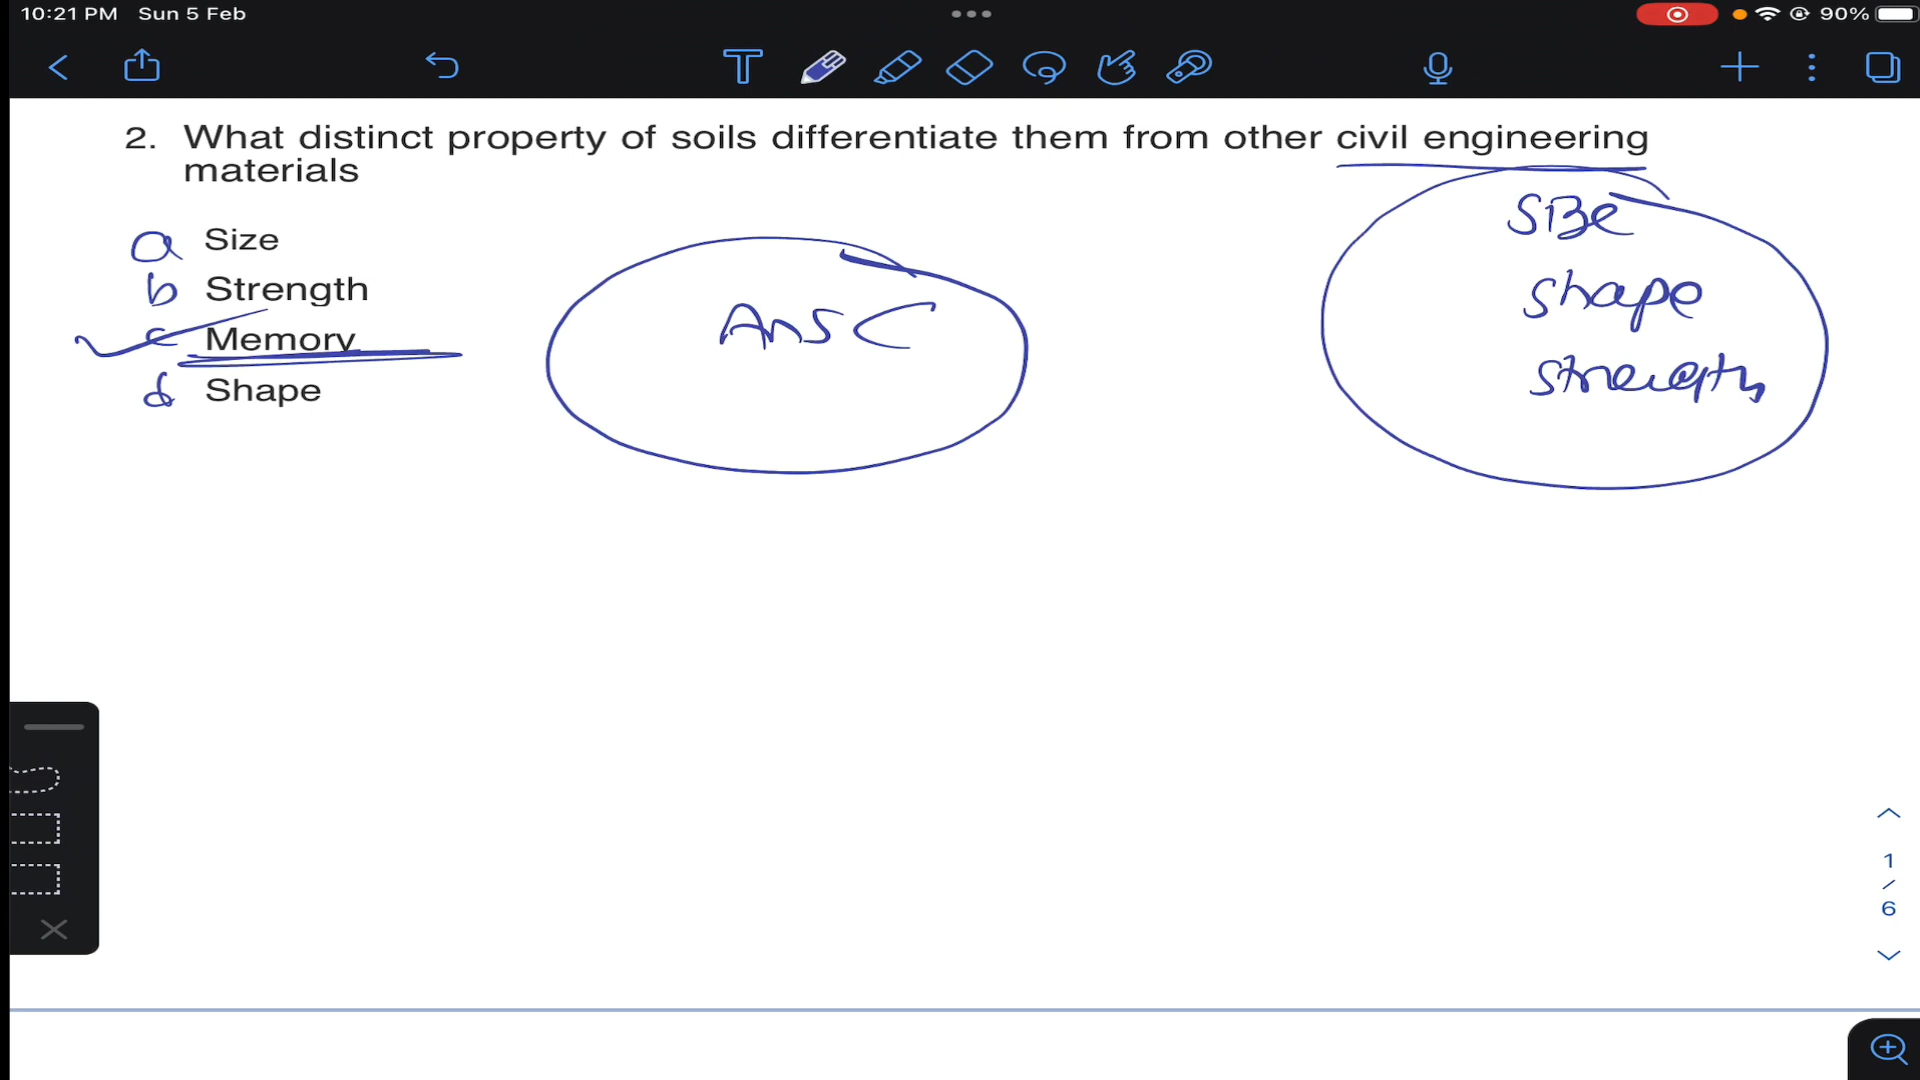 10:21 PM Sun 5 Feb
90%
T
2. What distinct property of soils differentiate them from other civil engineering
materials
a Size
b Strength
c Memory
d Shape
Ans C
Size
Shape
Strength
1
/
6